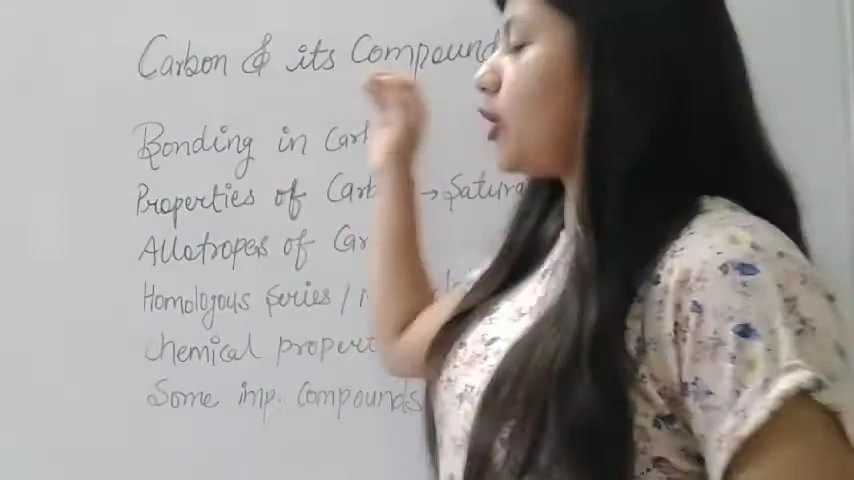 Carbon & its Compound
Bonding in Carb
Properties of Carb → Satura
Allotropes of Car
Homologous Series / N
Chemical propert
Some imp. Compounds